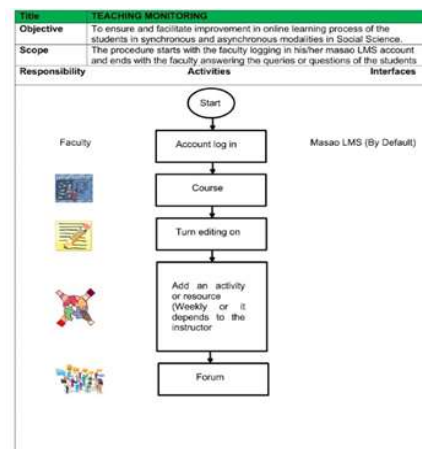 Title TEACHING MONITORING
Objective To ensure and facilitate improvement in online learning process of the
students in synchronous and asynchronous modalities in Social Science.
Scope The procedure starts with the faculty logging in his/her masao LMS account
and ends with the faculty answering the queries or questions of the students
Responsibility Activities Interfaces
Start
Faculty Account log in Masao LMS (By Default)
Course
Turn editing on
Add an activity
or resource
(Weekly or it
depends to the
instructor
Forum